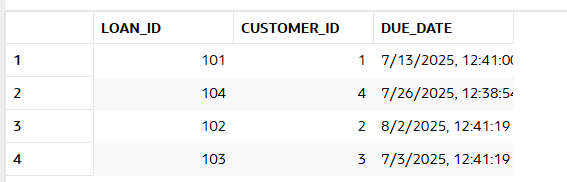 LOAN_ID CUSTOMER_ID DUE_DATE
1 101 1 7/13/2025, 12:41:00
2 104 4 7/26/2025, 12:38:54
3 102 2 8/2/2025, 12:41:19
4 103 3 7/3/2025, 12:41:19